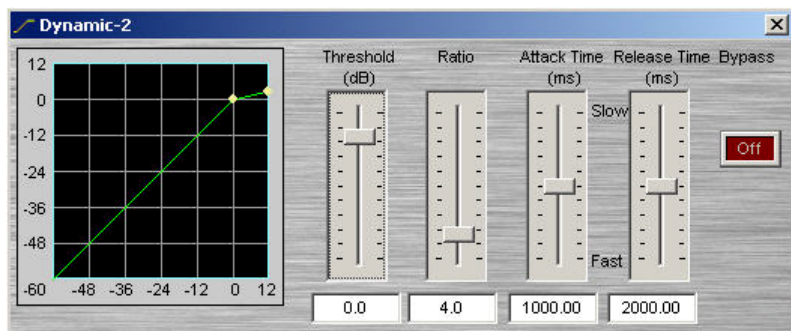 Dynamic-2
Threshold (dB)
Ratio
Attack Time (ms)
Release Time (ms)
Bypass
12
0
-12
-24
-36
-48
-60 -48 -36 -24 -12 0 12
Slow
Fast
Off
0.0
4.0
1000.00
2000.00